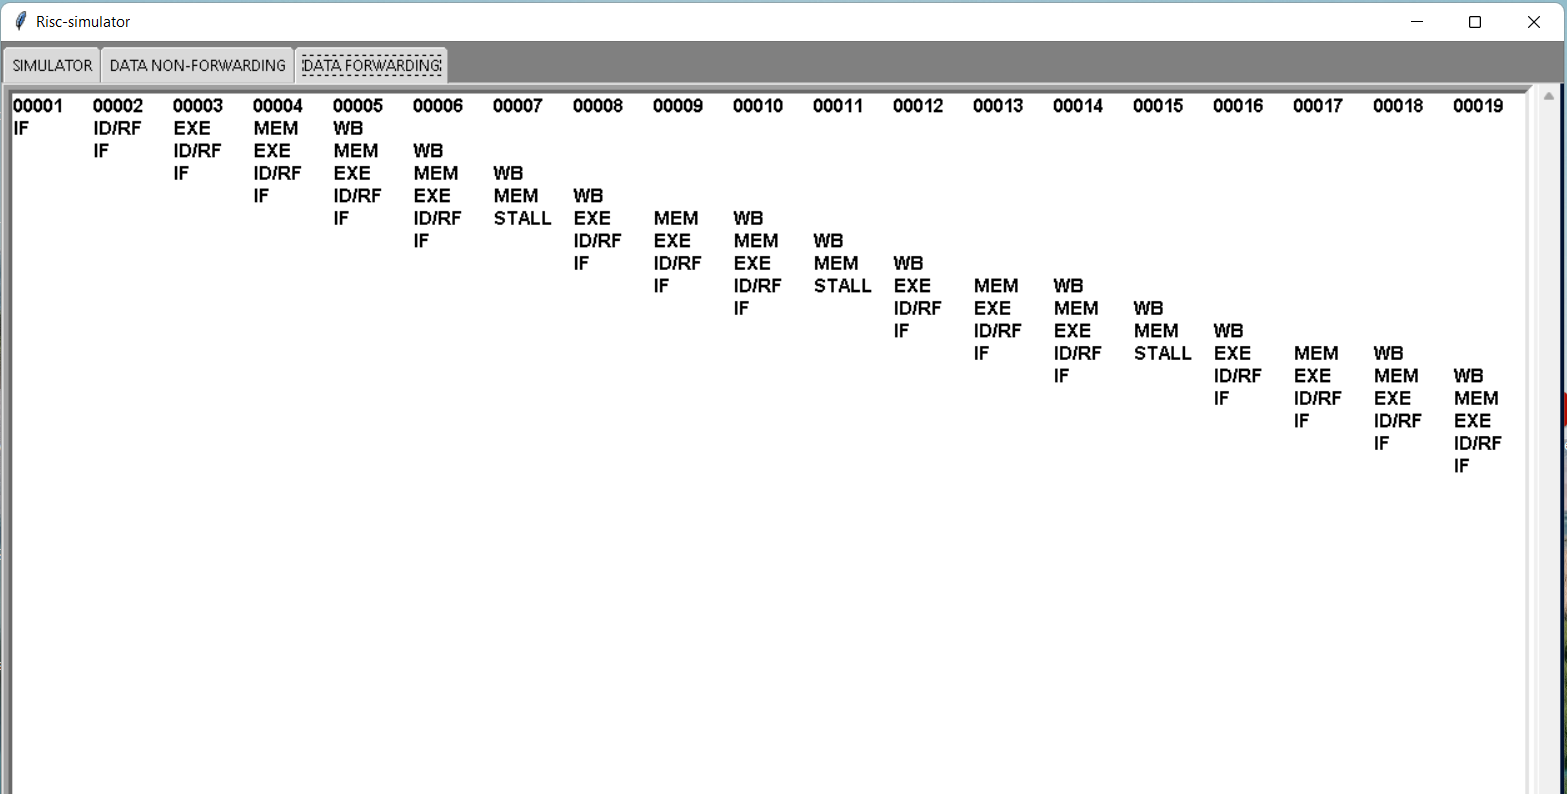 Risc-simulator
SIMULATOR DATA NON-FORWARDING DATA FORWARDING
00001 00002 00003 00004 00005 00006 00007 00008 00009 00010 00011 00012 00013 00014 00015 00016 00017 00018 00019
IF ID/RF EXE MEM WB
IF ID/RF EXE MEM WB
IF ID/RF EXE MEM WB
IF ID/RF EXE MEM WB
IF ID/RF STALL EXE MEM WB
IF ID/RF EXE MEM WB
IF ID/RF EXE MEM WB
IF ID/RF STALL EXE MEM WB
IF ID/RF EXE MEM WB
IF ID/RF EXE MEM WB
IF ID/RF STALL EXE MEM WB
IF ID/RF EXE MEM WB
IF ID/RF EXE MEM
IF ID/RF EXE
IF ID/RF
IF